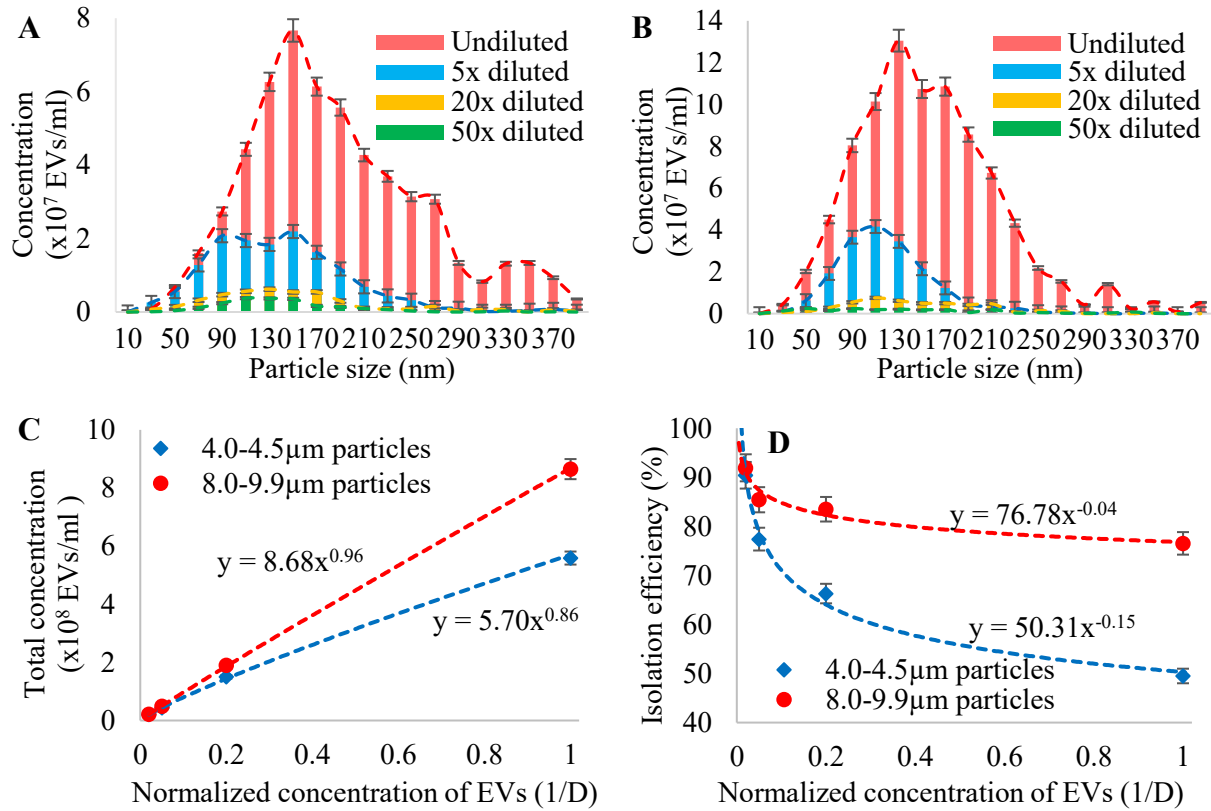 A
Concentration
(x10⁷ EVs/ml)
8
6
4
2
0
Undiluted
5x diluted
20x diluted
50x diluted
10 50 90 130 170 210 250 290 330 370
Particle size (nm)
B
Concentration
(x10⁷ EVs/ml)
14
12
10
8
6
4
2
0
Undiluted
5x diluted
20x diluted
50x diluted
10 50 90 130 170 210 250 290 330 370
Particle size (nm)
C
Total concentration
(x10⁸ EVs/ml)
10
8
6
4
2
0
4.0-4.5µm particles
8.0-9.9µm particles
y = 8.68x^0.96
y = 5.70x^0.86
0 0.2 0.4 0.6 0.8 1
Normalized concentration of EVs (1/D)
D
Isolation efficiency (%)
100
90
80
70
60
50
40
y = 76.78x^-0.04
y = 50.31x^-0.15
4.0-4.5µm particles
8.0-9.9µm particles
0 0.2 0.4 0.6 0.8 1
Normalized concentration of EVs (1/D)